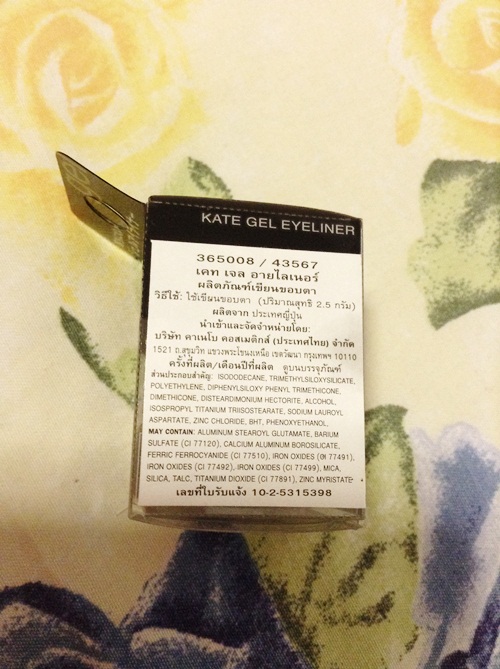 KATE GEL EYELINER
365008 / 43567
เคท เจล อายไลเนอร์
ผลิตภัณฑ์เขียนขอบตา
วิธีใช้: ใช้เขียนขอบตา (ปริมาณสุทธิ 2.5 กรัม)
ผลิตจาก ประเทศญี่ปุ่น
นำเข้าและจัดจำหน่ายโดย:
บริษัท คาเนโบ คอสเมติกส์ (ประเทศไทย) จำกัด
1521 ถ.สุขุมวิท แขวงพระโขนงเหนือ เขตวัฒนา กรุงเทพฯ 10110
ครั้งที่ผลิต/เดือนปีที่ผลิต ดูบนบรรจุภัณฑ์
ส่วนประกอบสำคัญ: ISODODECANE, TRIMETHYLSILOXYSILICATE,
POLYETHYLENE, DIPHENYLSILOXY PHENYL TRIMETHICONE,
DIMETHICONE, DISTEARDIMONIUM HECTORITE, ALCOHOL,
ISOSPROPYL TITANIUM TRIISOSTEARATE, SODIUM LAUROYL
ASPARTATE, ZINC CHLORIDE, BHT, PHENOXYETHANOL,
MAY CONTAIN: ALUMINUM STEAROYL GLUTAMATE, BARIUM
SULFATE (CI 77120), CALCIUM ALUMINUM BOROSILICATE,
FERRIC FERROCYANIDE (CI 77510), IRON OXIDES (CI 77491),
IRON OXIDES (CI 77492), IRON OXIDES (CI 77499), MICA,
SILICA, TALC, TITANIUM DIOXIDE (CI 77891), ZINC MYRISTATE
เลขที่ใบรับแจ้ง 10-2-5315398